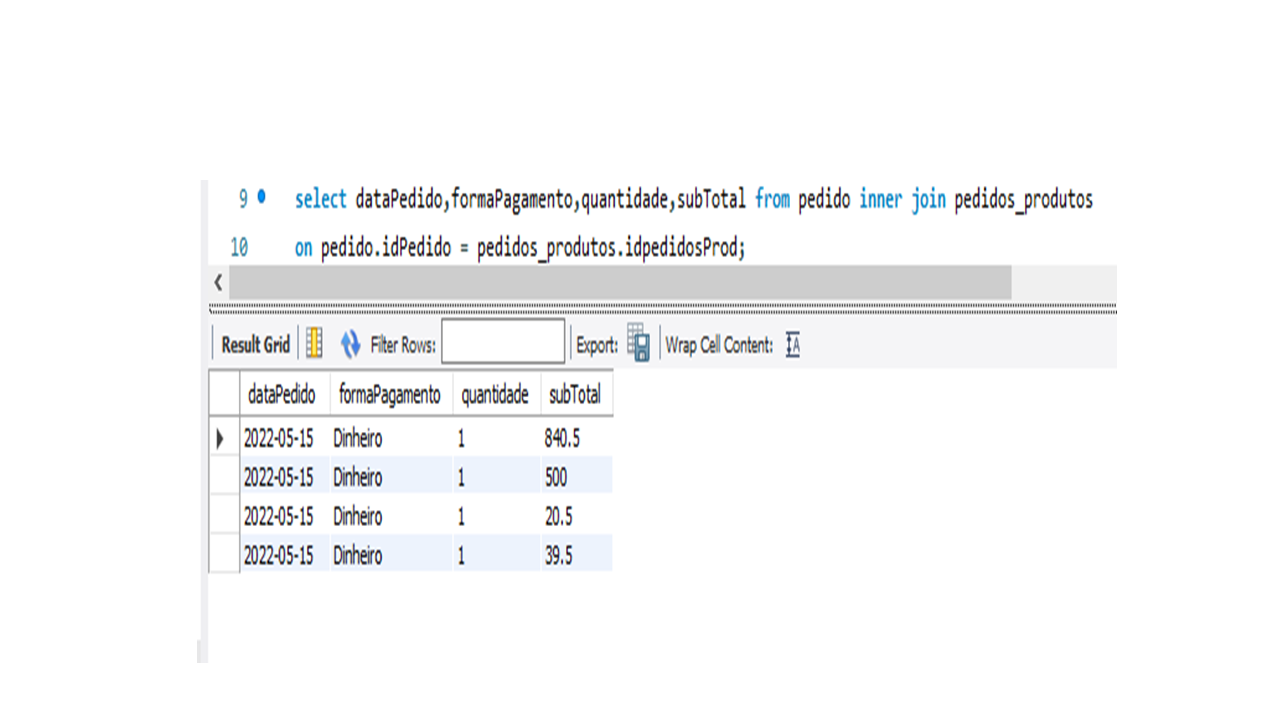 9 select dataPedido,formaPagamento,quantidade,subTotal from pedido inner join pedidos_produtos
10 on pedido.idPedido = pedidos_produtos.idpedidosProd;
Result Grid Filter Rows: Export: Wrap Cell Content: IA
dataPedido formaPagamento quantidade subTotal
2022-05-15 Dinheiro 1 840.5
2022-05-15 Dinheiro 1 500
2022-05-15 Dinheiro 1 20.5
2022-05-15 Dinheiro 1 39.5